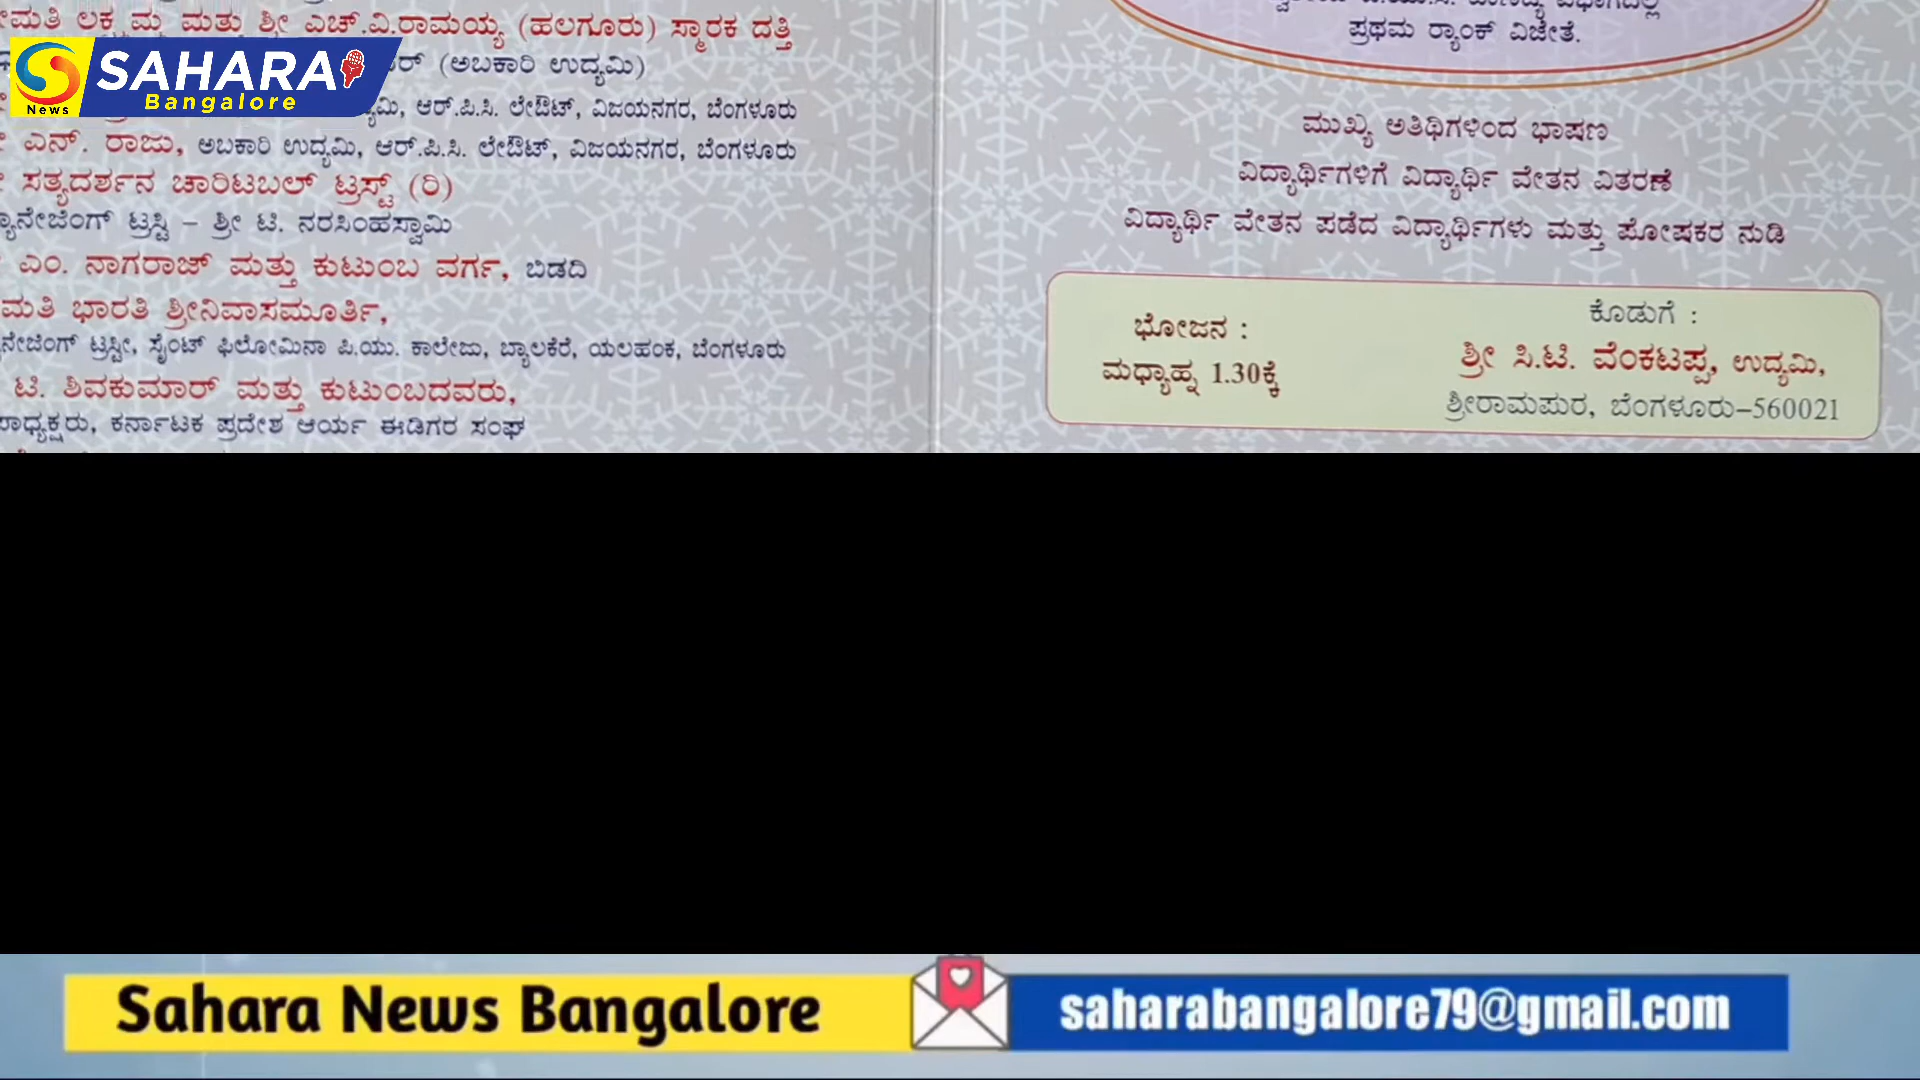 ಲಕ್ಷ್ಮಮ್ಮ ಮತ್ತು ಶ್ರೀ ಎಚ್.ವಿ.ರಾಮಯ್ಯ (ಹಲಗೂರು) ಸ್ಮಾರಕ ದತ್ತಿ
(ಅಬಕಾರಿ ಉದ್ಯಮಿ)
ಆರ್.ಪಿ.ಸಿ. ಲೇಔಟ್, ವಿಜಯನಗರ, ಬೆಂಗಳೂರು
ಎನ್. ರಾಜು, ಅಬಕಾರಿ ಉದ್ಯಮಿ, ಆರ್.ಪಿ.ಸಿ. ಲೇಔಟ್, ವಿಜಯನಗರ, ಬೆಂಗಳೂರು
ಸತ್ಯದರ್ಶನ ಚಾರಿಟಬಲ್ ಟ್ರಸ್ಟ್ (ರಿ)
ಟ್ರಸ್ಟಿ – ಶ್ರೀ ಟಿ. ನರಸಿಂಹಸ್ವಾಮಿ
ಎಂ. ನಾಗರಾಜ್ ಮತ್ತು ಕುಟುಂಬ ವರ್ಗ, ಬಿಡದಿ
ಭಾರತಿ ಶ್ರೀನಿವಾಸಮೂರ್ತಿ,
ಟ್ರಸ್ಟೀ, ಸೈಂಟ್ ಫಿಲೋಮಿನಾ ಪಿ.ಯು. ಕಾಲೇಜು, ಬ್ಯಾಲಕೆರೆ, ಯಲಹಂಕ, ಬೆಂಗಳೂರು
ಟಿ. ಶಿವಕುಮಾರ್ ಮತ್ತು ಕುಟುಂಬದವರು,
ಕರ್ನಾಟಕ ಪ್ರದೇಶ ಆರ್ಯ ಈಡಿಗರ ಸಂಘ
ಪ್ರಥಮ ರ‍್ಯಾಂಕ್ ವಿಜೇತೆ.
ಮುಖ್ಯ ಅತಿಥಿಗಳಿಂದ ಭಾಷಣ
ವಿದ್ಯಾರ್ಥಿಗಳಿಗೆ ವಿದ್ಯಾರ್ಥಿ ವೇತನ ವಿತರಣೆ
ವಿದ್ಯಾರ್ಥಿ ವೇತನ ಪಡೆದ ವಿದ್ಯಾರ್ಥಿಗಳು ಮತ್ತು ಪೋಷಕರ ನುಡಿ
ಭೋಜನ :
ಮಧ್ಯಾಹ್ನ 1.30ಕ್ಕೆ
ಕೊಡುಗೆ :
ಶ್ರೀ ಸಿ.ಟಿ. ವೆಂಕಟಪ್ಪ, ಉದ್ಯಮಿ,
ಶ್ರೀರಾಮಪುರ, ಬೆಂಗಳೂರು–560021
SAHARA
Bangalore
News
Sahara News Bangalore
saharabangalore79@gmail.com